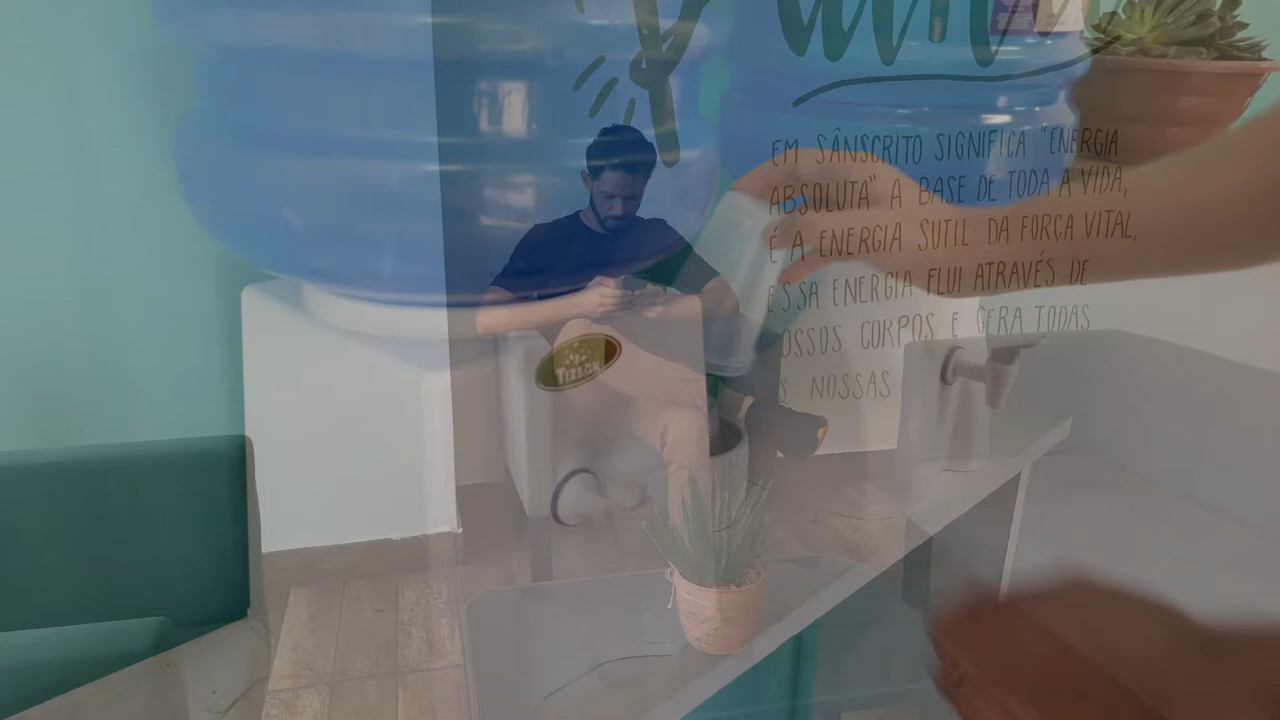 EM SÂNSCRITO SIGNIFICA "ENERGIA
ABSOLUTA" A BASE DE TODA A VIDA,
É A ENERGIA SUTIL DA FORÇA VITAL,
ESSA ENERGIA FLUI ATRAVÉS DE
OSSOS CORPOS E GERA TODAS
S NOSSAS